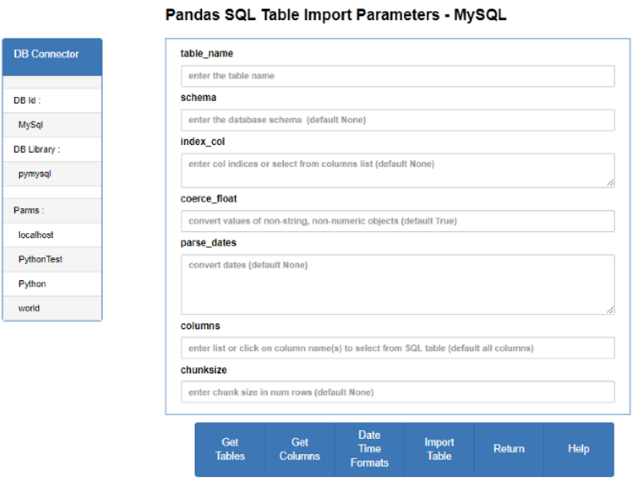 Pandas SQL Table Import Parameters - MySQL
DB Connector
DB Id :
MySql
DB Library :
pymysql
Parms :
localhost
PythonTest
Python
world
table_name
enter the table name
schema
enter the database schema (default None)
index_col
enter col indices or select from columns list (default None)
coerce_float
convert values of non-string, non-numeric objects (default True)
parse_dates
convert dates (default None)
columns
enter list or click on column name(s) to select from SQL table (default all columns)
chunksize
enter chunk size in num rows (default None)
Get
Tables
Get
Columns
Date
Time
Formats
Import
Table
Return
Help